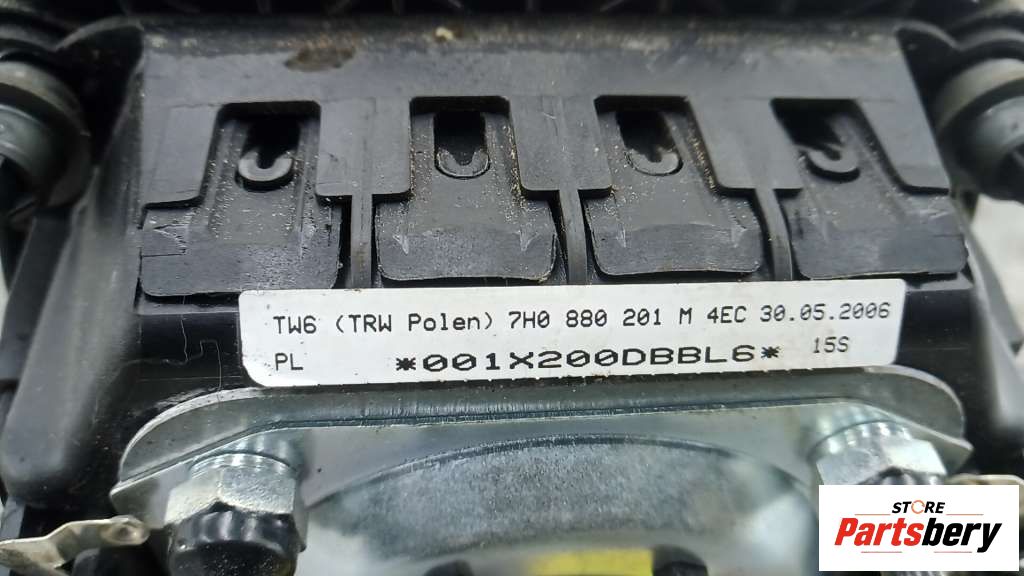 TW6 (TRW Polen) 7H0 880 201 M 4EC 30.05.2006
PL *001X200DBBL6* 15S
STORE
Partsbery